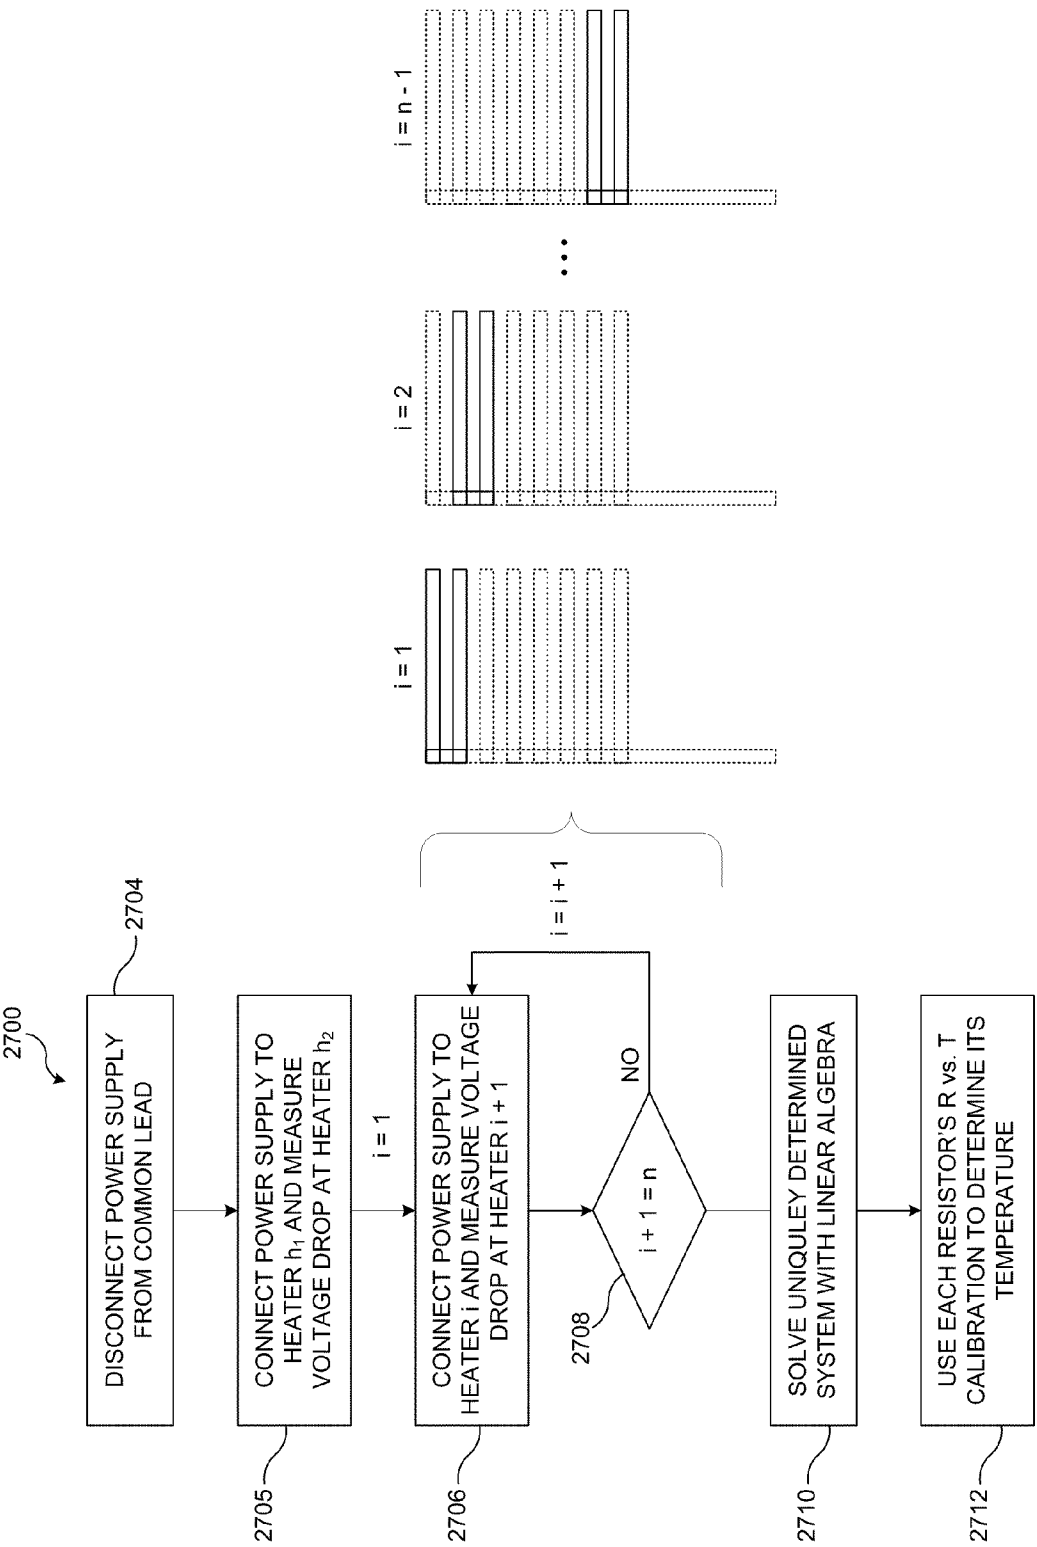 2700
DISCONNECT POWER SUPPLY
FROM COMMON LEAD
2704
CONNECT POWER SUPPLY TO
HEATER h1 AND MEASURE
VOLTAGE DROP AT HEATER h2
2705
i = 1
CONNECT POWER SUPPLY TO
HEATER i AND MEASURE VOLTAGE
DROP AT HEATER i + 1
2706
i + 1 = n
2708
NO
i = i + 1
SOLVE UNIQULEY DETERMINED
SYSTEM WITH LINEAR ALGEBRA
2710
USE EACH RESISTOR'S R vs. T
CALIBRATION TO DETERMINE ITS
TEMPERATURE
2712
i = 1
i = 2
...
i = n - 1